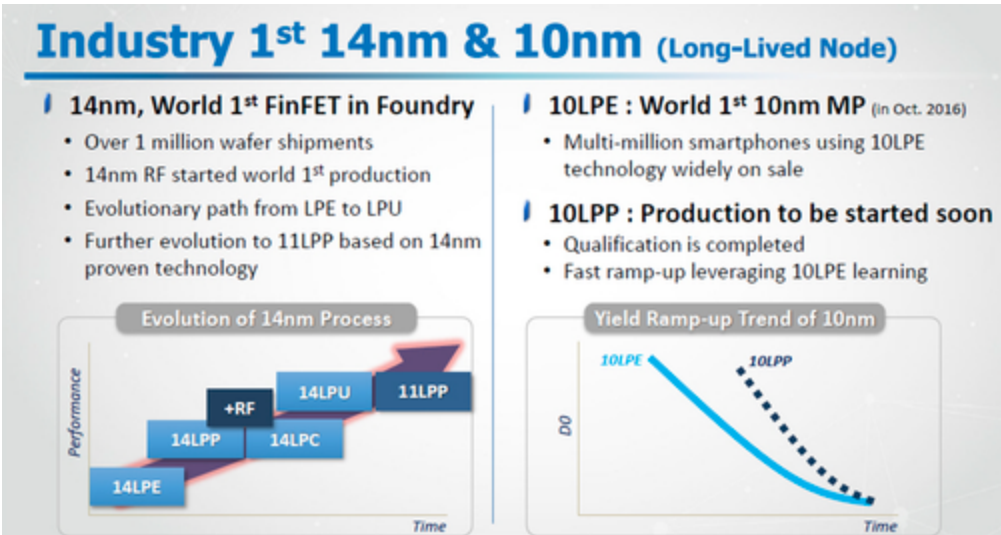 Industry 1st 14nm & 10nm (Long-Lived Node)
14nm, World 1st FinFET in Foundry
• Over 1 million wafer shipments
• 14nm RF started world 1st production
• Evolutionary path from LPE to LPU
• Further evolution to 11LPP based on 14nm
proven technology
Evolution of 14nm Process
Performance
14LPE
14LPP
+RF
14LPC
14LPU
11LPP
Time
10LPE : World 1st 10nm MP (in Oct. 2016)
• Multi-million smartphones using 10LPE
technology widely on sale
10LPP : Production to be started soon
• Qualification is completed
• Fast ramp-up leveraging 10LPE learning
Yield Ramp-up Trend of 10nm
10LPE
10LPP
D0
Time